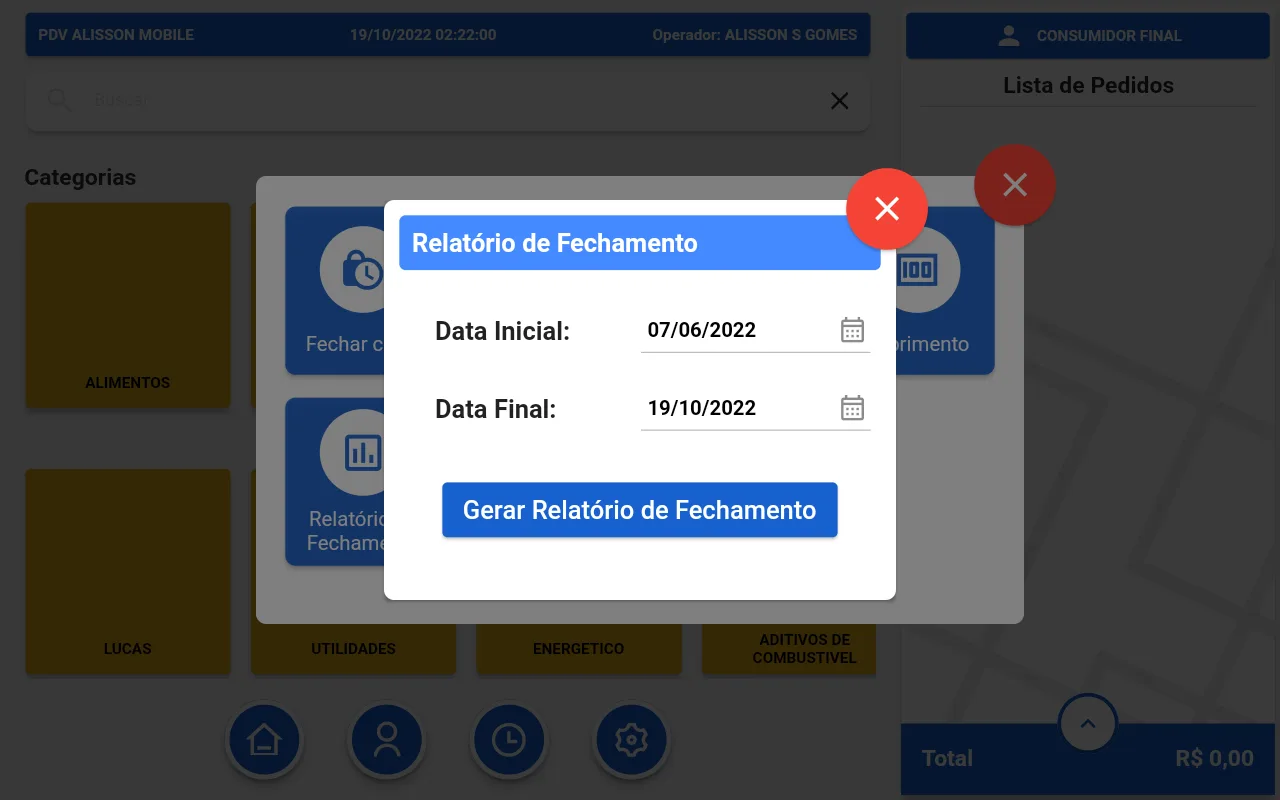 PDV ALISSON MOBILE
19/10/2022 02:22:00
Operador: ALISSON S GOMES
CONSUMIDOR FINAL
Buscar
Lista de Pedidos
Categorias
Relatório de Fechamento
Data Inicial:
07/06/2022
Fechar c
primento
ALIMENTOS
Data Final:
19/10/2022
Gerar Relatório de Fechamento
Relatório
Fechame
LUCAS
UTILIDADES
ENERGETICO
ADITIVOS DE
COMBUSTIVEL
Total
R$ 0,00